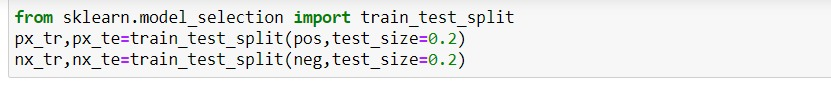 from sklearn.model_selection import train_test_split
px_tr,px_te=train_test_split(pos,test_size=0.2)
nx_tr,nx_te=train_test_split(neg,test_size=0.2)